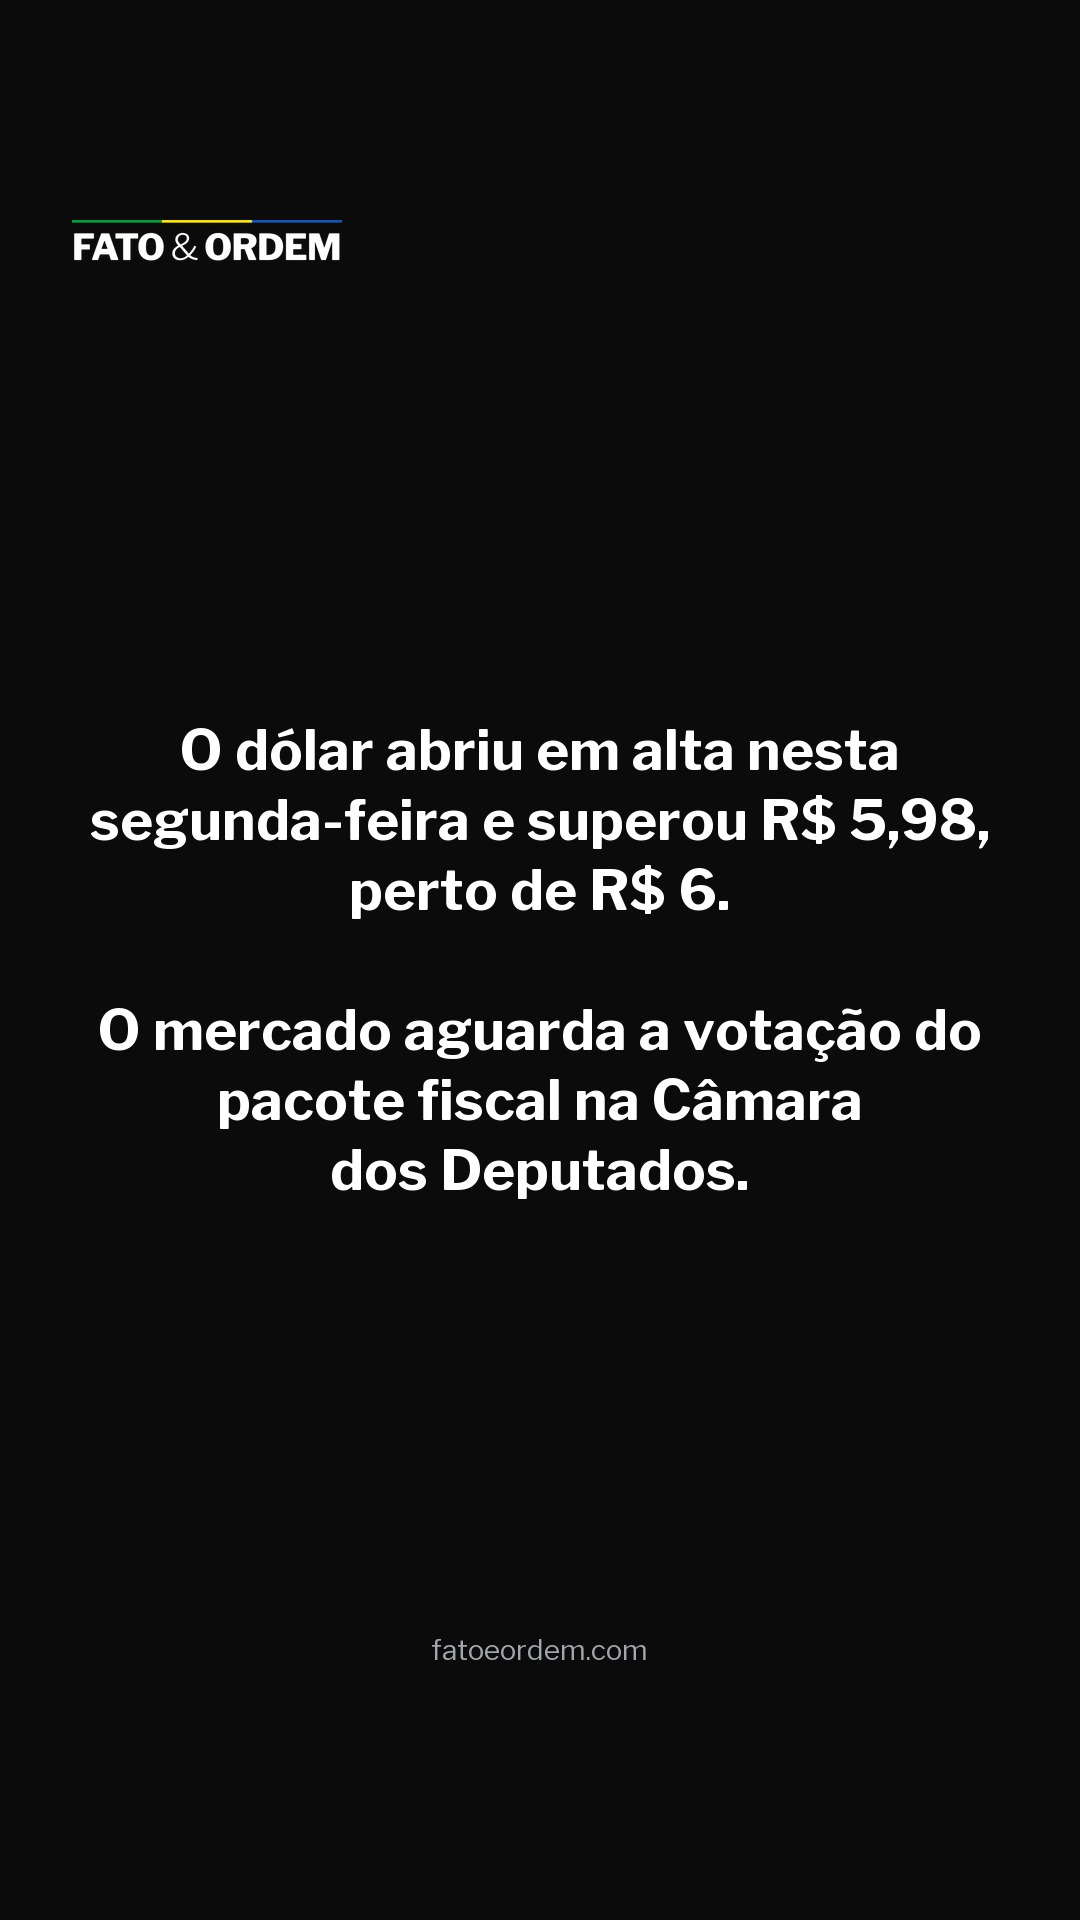 FATO & ORDEM
O dólar abriu em alta nesta
segunda-feira e superou R$ 5,98,
perto de R$ 6.
O mercado aguarda a votação do
pacote fiscal na Câmara
dos Deputados.
fatoeordem.com